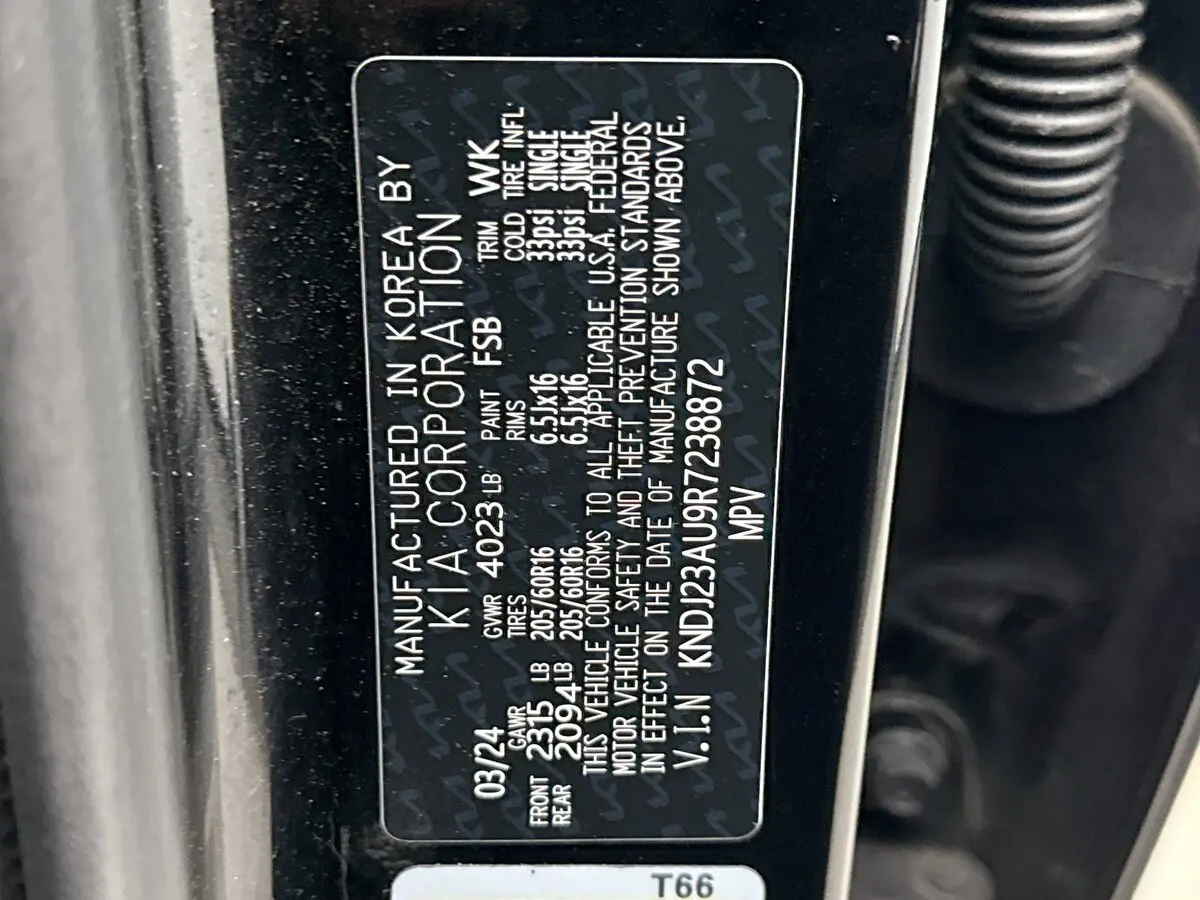 MANUFACTURED IN KOREA BY
KIA CORPORATION
03/24 GVWR 4023 LB PAINT FSB TRIM WK
GAWR TIRES RIMS COLD TIRE INFL.
FRONT 2315 LB 205/60R16 6.5Jx16 33psi SINGLE
REAR 2094 LB 205/60R16 6.5Jx16 33psi SINGLE
THIS VEHICLE CONFORMS TO ALL APPLICABLE U.S.A. FEDERAL
MOTOR VEHICLE SAFETY AND THEFT PREVENTION STANDARDS
IN EFFECT ON THE DATE OF MANUFACTURE SHOWN ABOVE.
V.I.N KNDJ23AU9R7238872
MPV
T66